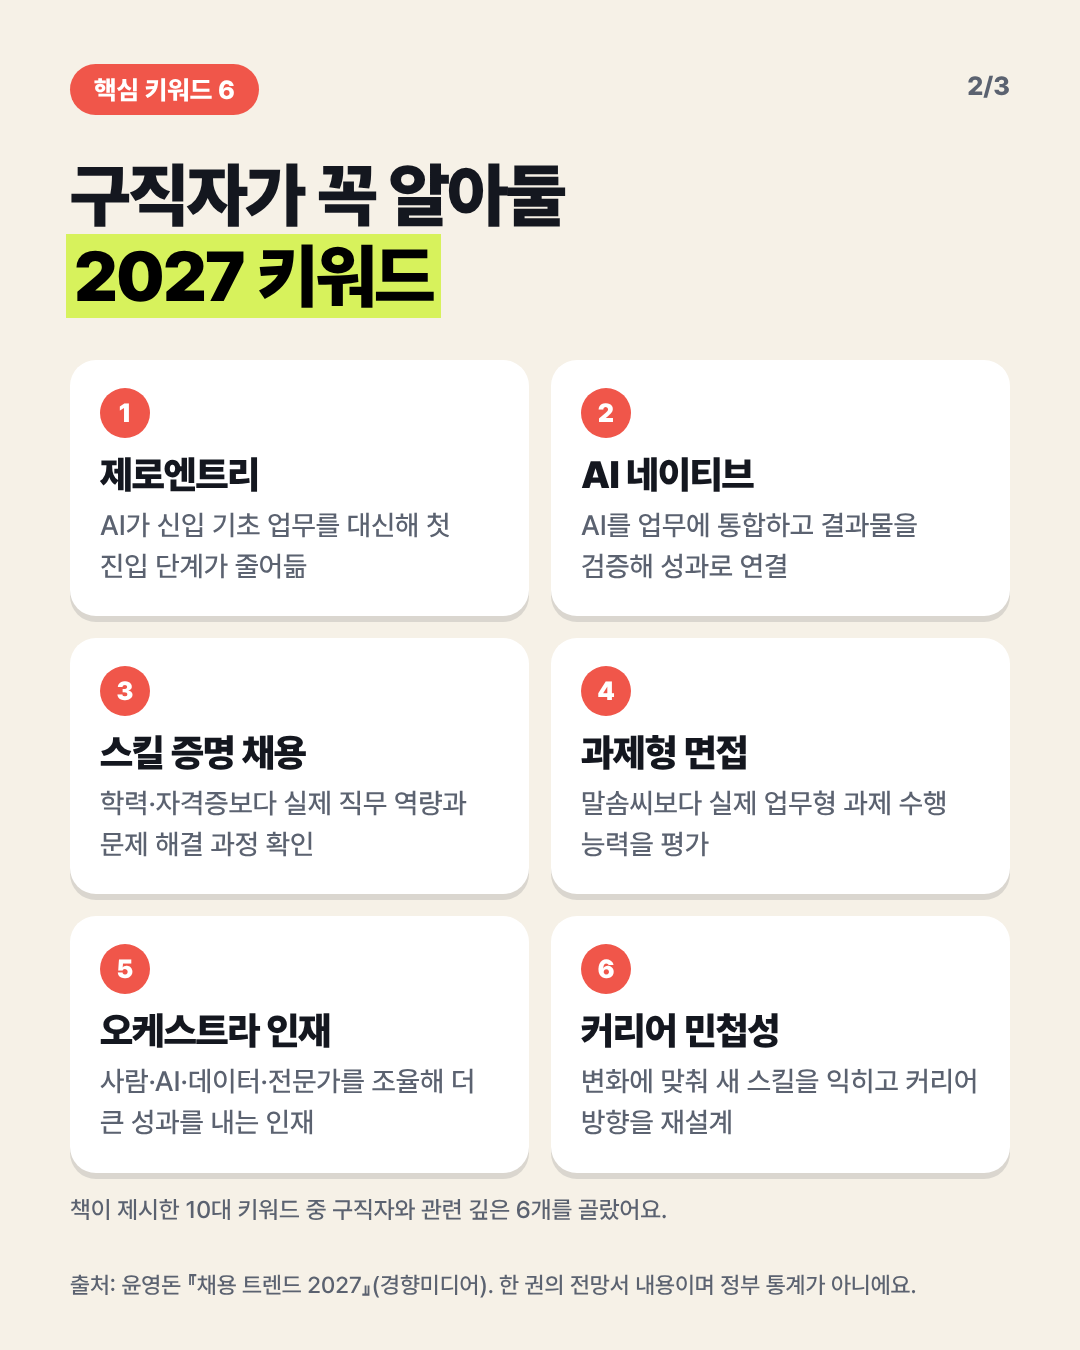 핵심 키워드 6
2/3
구직자가 꼭 알아둘
2027 키워드
1
제로엔트리
AI가 신입 기초 업무를 대신해 첫
진입 단계가 줄어듦
2
AI 네이티브
AI를 업무에 통합하고 결과물을
검증해 성과로 연결
3
스킬 증명 채용
학력·자격증보다 실제 직무 역량과
문제 해결 과정 확인
4
과제형 면접
말솜씨보다 실제 업무형 과제 수행
능력을 평가
5
오케스트라 인재
사람·AI·데이터·전문가를 조율해 더
큰 성과를 내는 인재
6
커리어 민첩성
변화에 맞춰 새 스킬을 익히고 커리어
방향을 재설계
책이 제시한 10대 키워드 중 구직자와 관련 깊은 6개를 골랐어요.
출처: 윤영돈 『채용 트렌드 2027』(경향미디어). 한 권의 전망서 내용이며 정부 통계가 아니에요.